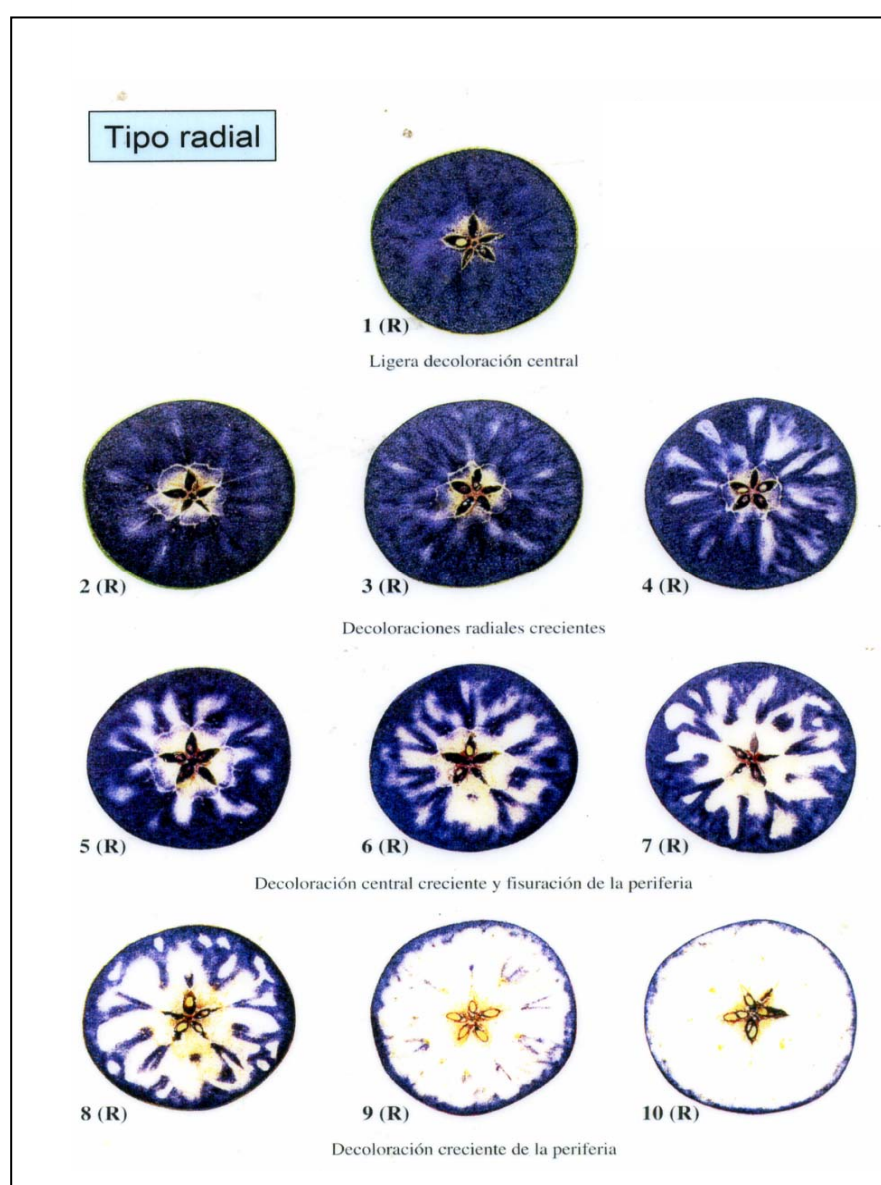 Tipo radial
1 (R)
Ligera decoloración central
2 (R)
3 (R)
4 (R)
Decoloraciones radiales crecientes
5 (R)
6 (R)
7 (R)
Decoloración central creciente y fisuración de la periferia
8 (R)
9 (R)
10 (R)
Decoloración creciente de la periferia